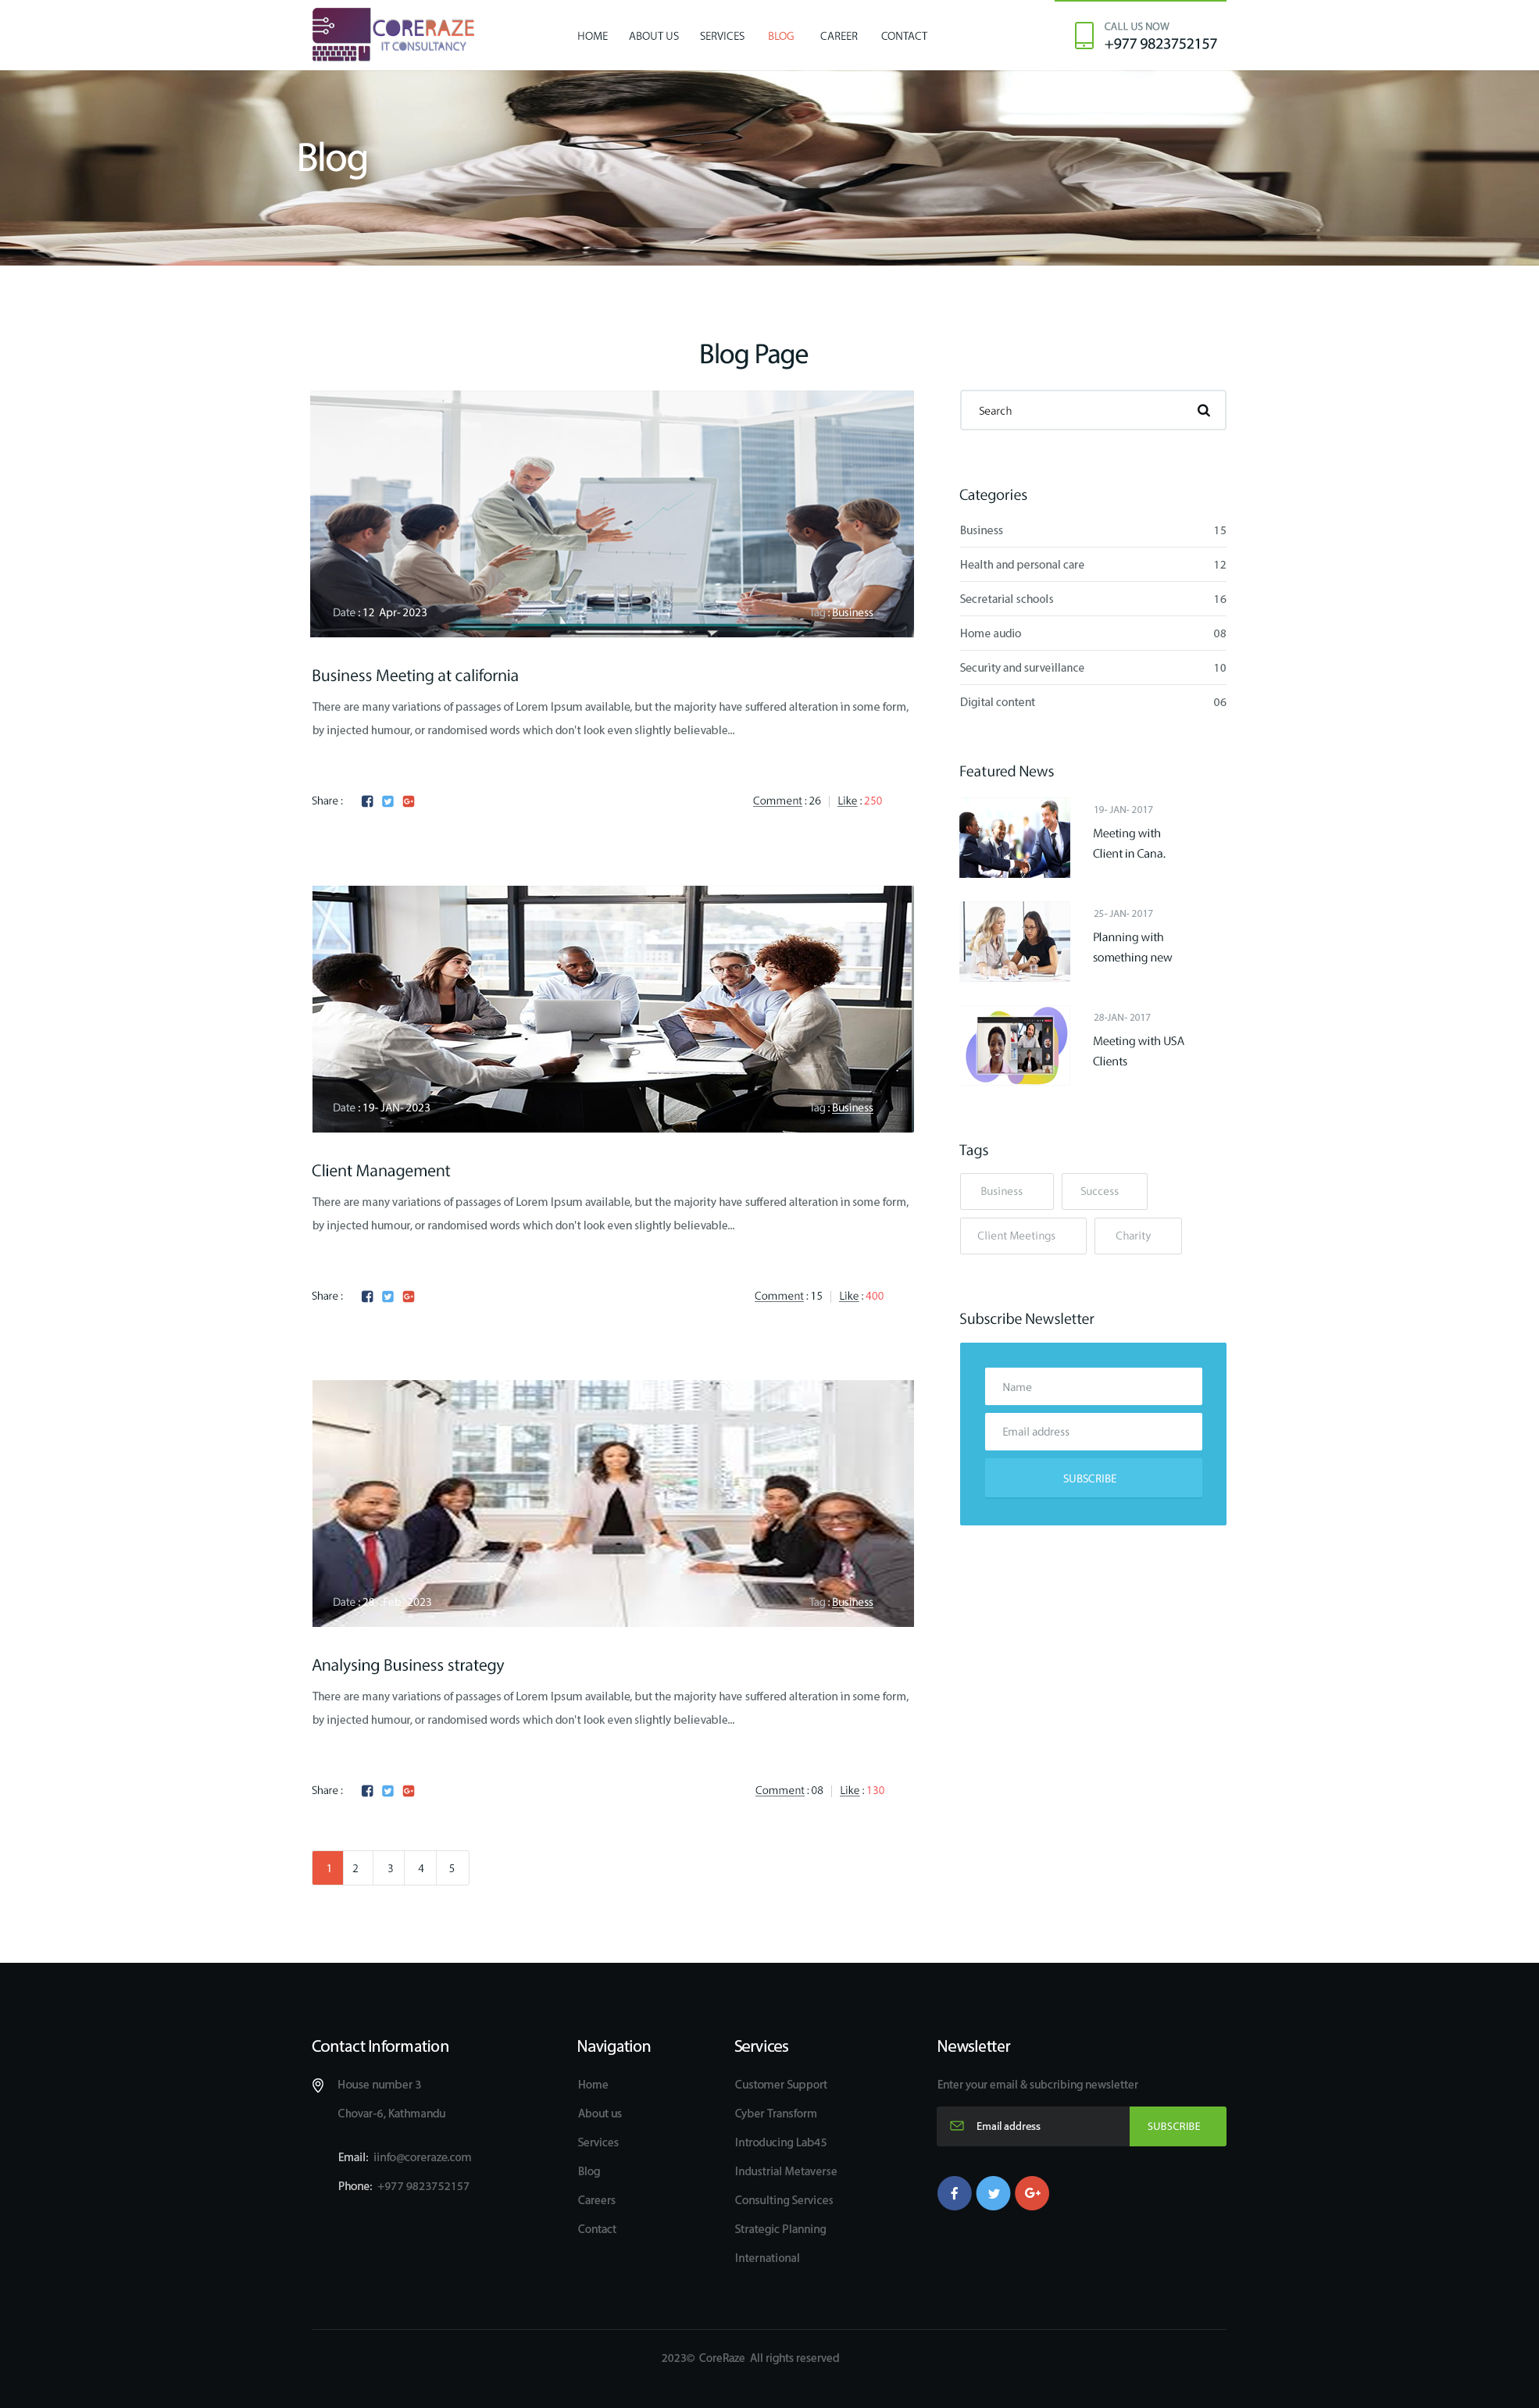 CORERAZE
IT CONSULTANCY
HOME ABOUT US SERVICES BLOG CAREER CONTACT
CALL US NOW
+977 9823752157
Blog
Blog Page
Date : 12 Apr- 2023 Tag : Business
Business Meeting at california
There are many variations of passages of Lorem Ipsum available, but the majority have suffered alteration in some form,
by injected humour, or randomised words which don't look even slightly believable...
Share : Comment : 26 Like : 250
Date : 19- JAN- 2023 Tag : Business
Client Management
There are many variations of passages of Lorem Ipsum available, but the majority have suffered alteration in some form,
by injected humour, or randomised words which don't look even slightly believable...
Share : Comment : 15 Like : 400
Date : 28- Feb- 2023 Tag : Business
Analysing Business strategy
There are many variations of passages of Lorem Ipsum available, but the majority have suffered alteration in some form,
by injected humour, or randomised words which don't look even slightly believable...
Share : Comment : 08 Like : 130
1 2 3 4 5
Search
Categories
Business 15
Health and personal care 12
Secretarial schools 16
Home audio 08
Security and surveillance 10
Digital content 06
Featured News
19- JAN- 2017
Meeting with
Client in Cana.
25- JAN- 2017
Planning with
something new
28-JAN- 2017
Meeting with USA
Clients
Tags
Business Success
Client Meetings Charity
Subscribe Newsletter
Name
Email address
SUBSCRIBE
Contact Information
House number 3
Chovar-6, Kathmandu
Email: iinfo@coreraze.com
Phone: +977 9823752157
Navigation
Home
About us
Services
Blog
Careers
Contact
Services
Customer Support
Cyber Transform
Introducing Lab45
Industrial Metaverse
Consulting Services
Strategic Planning
International
Newsletter
Enter your email & subcribing newsletter
Email address SUBSCRIBE
2023© CoreRaze All rights reserved